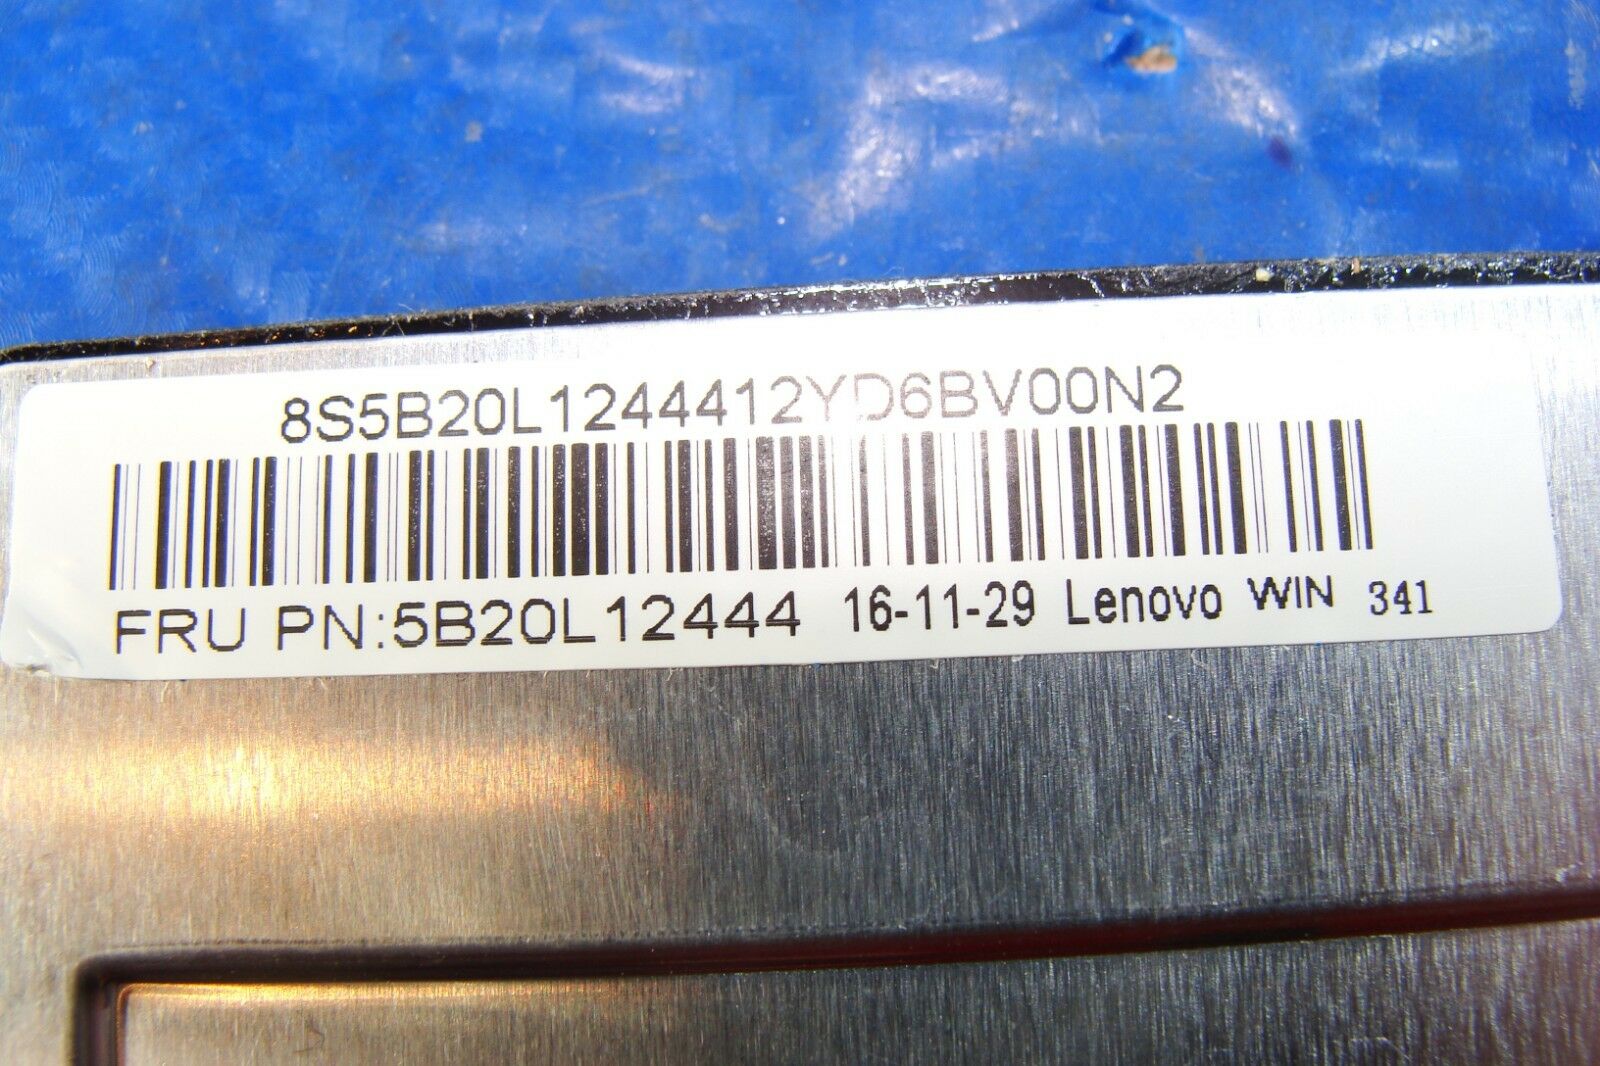 8S5B20L1244412YD6BV00N2
FRU PN:5B20L12444 16-11-29 Lenovo WIN 341